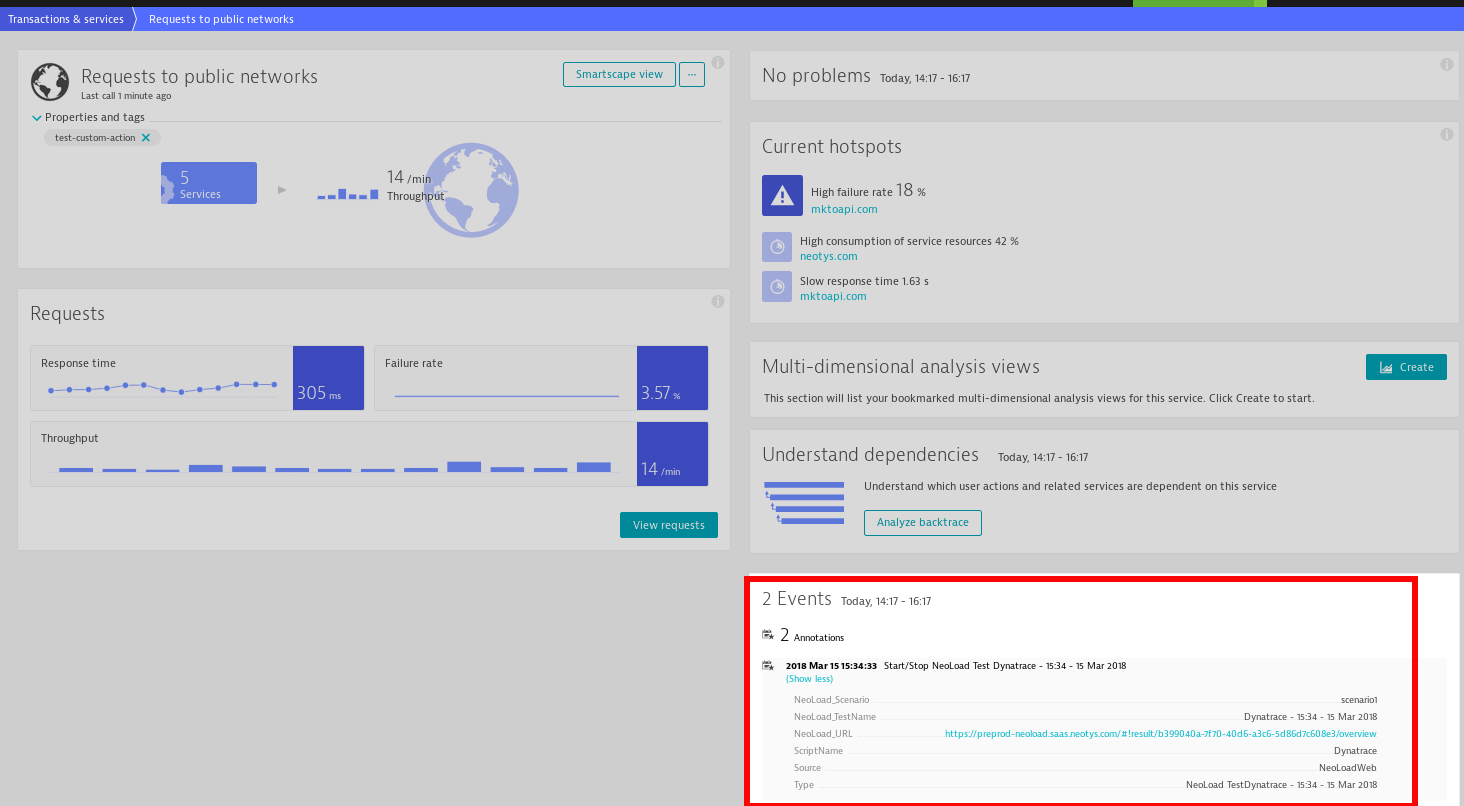 Transactions & services
Requests to public networks
Requests to public networks
Last call 1 minute ago
Smartscape view
...
Properties and tags
test-custom-action
5
Services
14 /min
Throughput
Requests
Response time
305 ms
Failure rate
3.57 %
Throughput
14 /min
View requests
No problems Today, 14:17 - 16:17
Current hotspots
High failure rate 18 %
mktoapi.com
High consumption of service resources 42 %
neotys.com
Slow response time 1.63 s
mktoapi.com
Multi-dimensional analysis views
Create
This section will list your bookmarked multi-dimensional analysis views for this service. Click Create to start.
Understand dependencies Today, 14:17 - 16:17
Understand which user actions and related services are dependent on this service
Analyze backtrace
2 Events Today, 14:17 - 16:17
2 Annotations
2018 Mar 15 15:34:33 Start/Stop NeoLoad Test Dynatrace - 15:34 - 15 Mar 2018
(Show less)
NeoLoad_Scenario scenario1
NeoLoad_TestName Dynatrace - 15:34 - 15 Mar 2018
NeoLoad_URL https://preprod-neoload.saas.neotys.com/#!result/b399040a-7f70-40d6-a3c6-5d86d7c608e3/overview
ScriptName Dynatrace
Source NeoLoadWeb
Type NeoLoad TestDynatrace - 15:34 - 15 Mar 2018